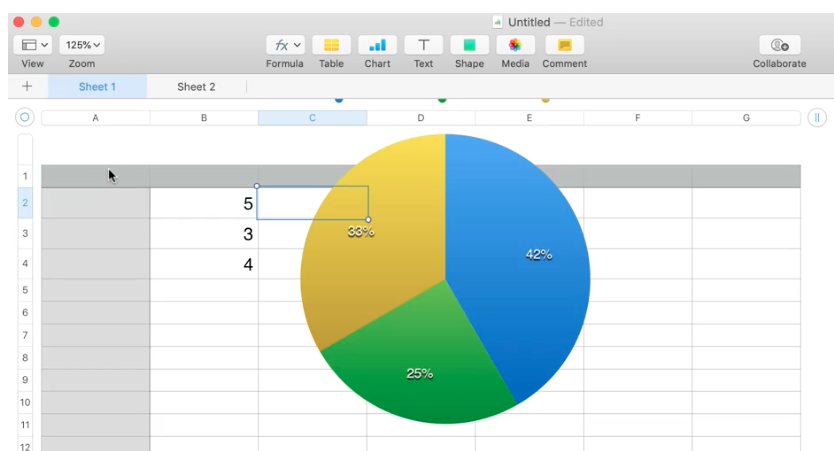 Untitled — Edited
125%
View Zoom Formula Table Chart Text Shape Media Comment Collaborate
Sheet 1 Sheet 2
A B C D E F G
1
2 5
3 3 33%
4 4 42%
5
6
7
8
9 25%
10
11
12